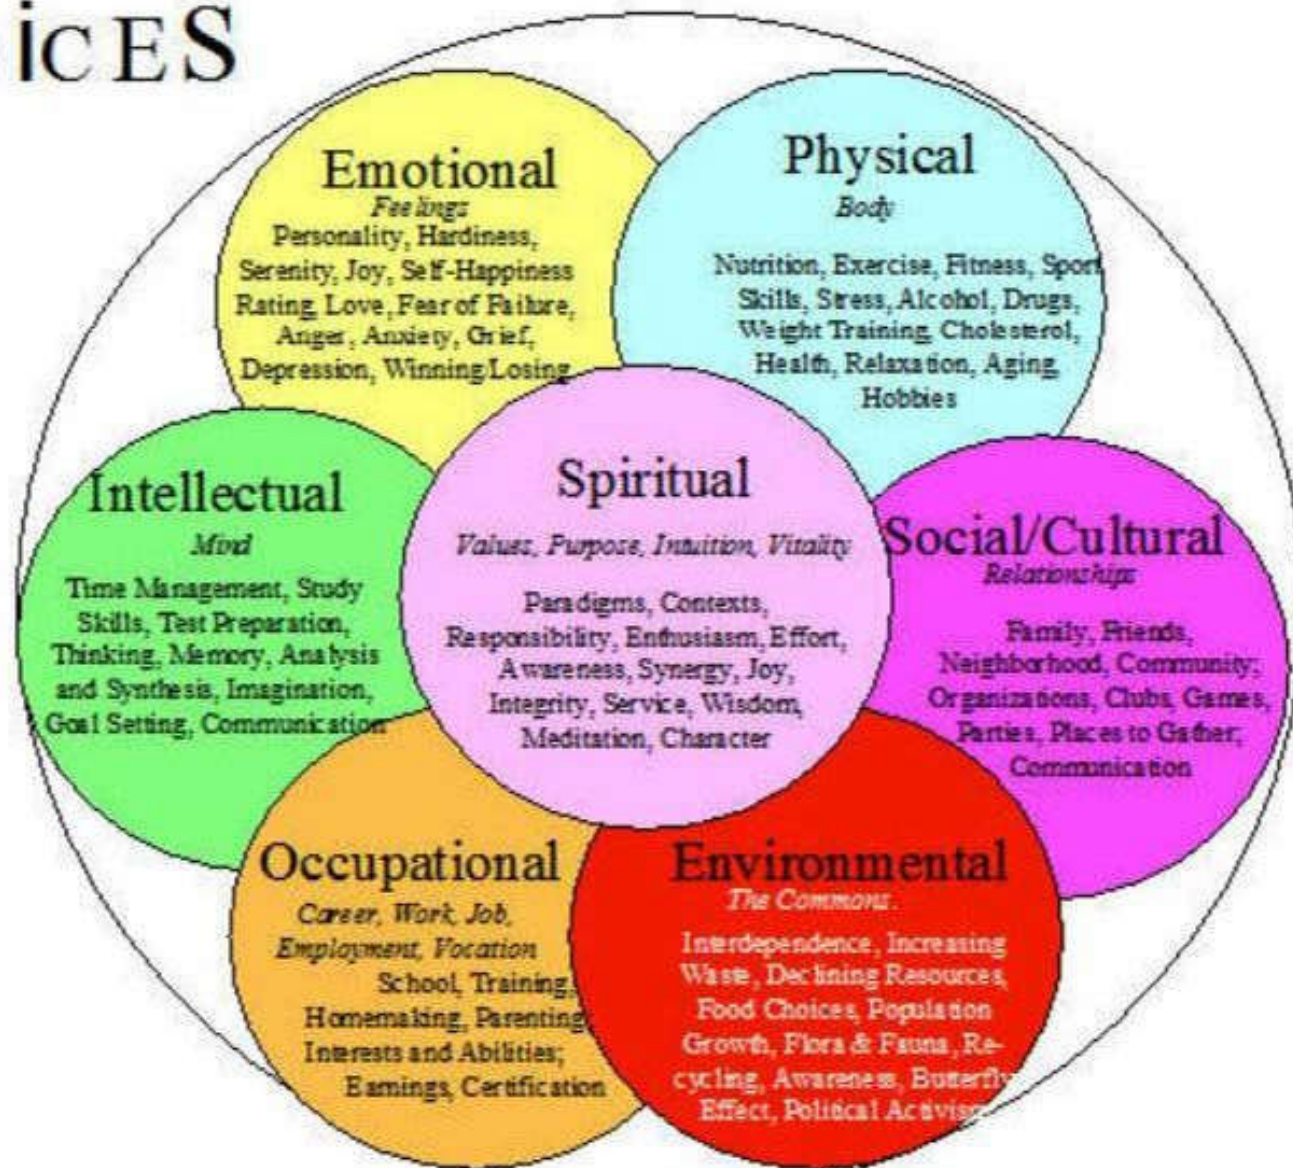 iCES
Emotional
Feelings
Personality, Hardiness,
Serenity, Joy, Self-Happiness
Rating, Love, Fear of Failure,
Anger, Anxiety, Grief,
Depression, Winning/Losing
Physical
Body
Nutrition, Exercise, Fitness, Sport
Skills, Stress, Alcohol, Drugs,
Weight Training, Cholesterol,
Health, Relaxation, Aging,
Hobbies
Intellectual
Mind
Time Management, Study
Skills, Test Preparation,
Thinking, Memory, Analysis
and Synthesis, Imagination,
Goal Setting, Communication
Spiritual
Values, Purpose, Intuition, Vitality
Paradigms, Contexts,
Responsibility, Enthusiasm, Effort,
Awareness, Synergy, Joy,
Integrity, Service, Wisdom,
Meditation, Character
Social/Cultural
Relationships
Family, Friends,
Neighborhood, Community;
Organizations, Clubs, Games,
Parties, Places to Gather;
Communication
Occupational
Career, Work, Job,
Employment, Vocation
School, Training,
Homemaking, Parenting
Interests and Abilities;
Earnings, Certification
Environmental
The Commons.
Interdependence, Increasing
Waste, Declining Resources,
Food Choices, Population
Growth, Flora & Fauna, Re-
cycling, Awareness, Butterfly
Effect, Political Activism